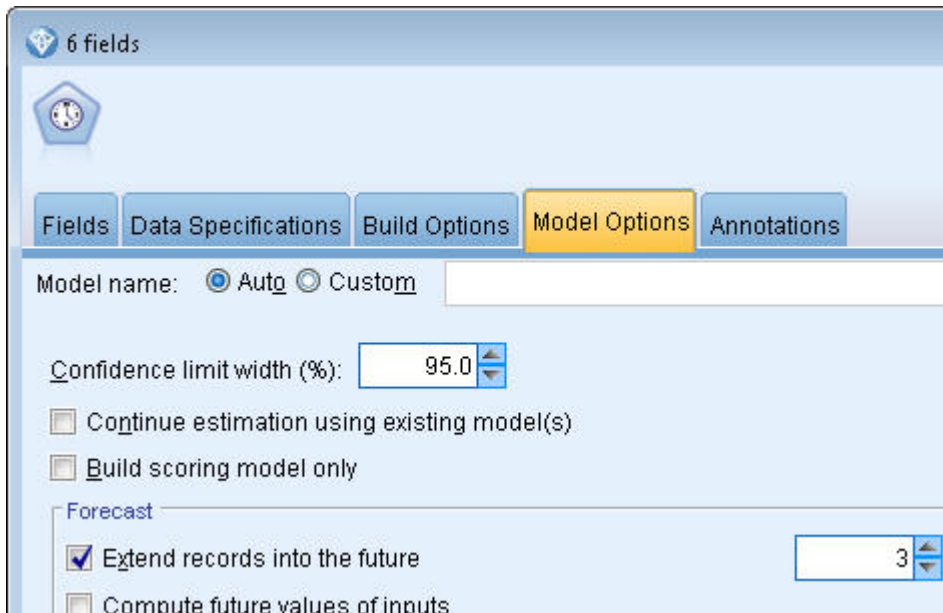 6 fields
Fields Data Specifications Build Options Model Options Annotations
Model name: Auto Custom
Confidence limit width (%): 95.0
Continue estimation using existing model(s)
Build scoring model only
Forecast
Extend records into the future 3
Compute future values of inputs